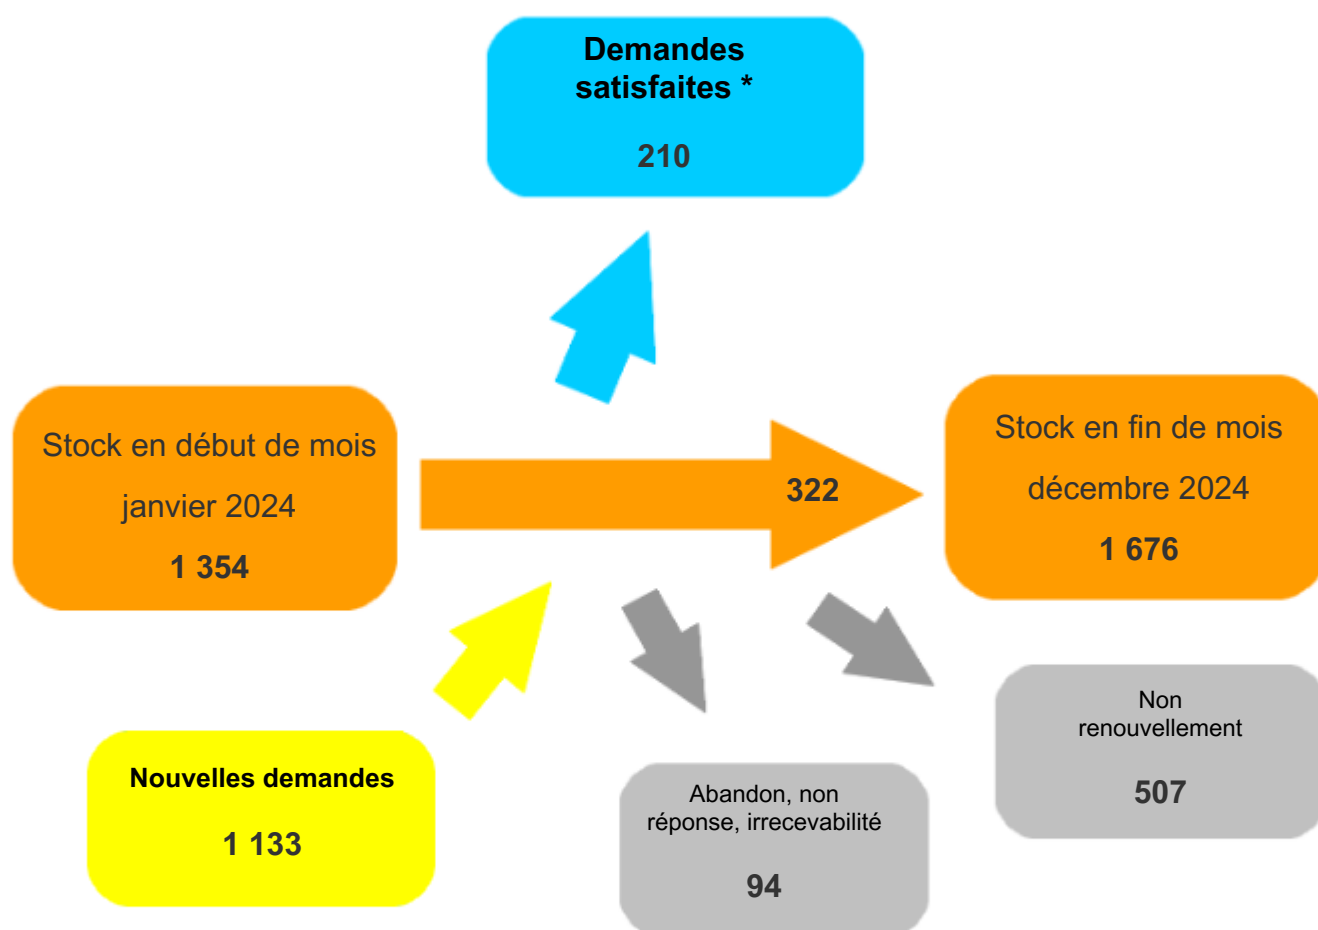 Demandes
satisfaites *
210
Stock en début de mois
janvier 2024
1 354
322
Stock en fin de mois
décembre 2024
1 676
Nouvelles demandes
1 133
Abandon, non
réponse, irrecevabilité
94
Non
renouvellement
507